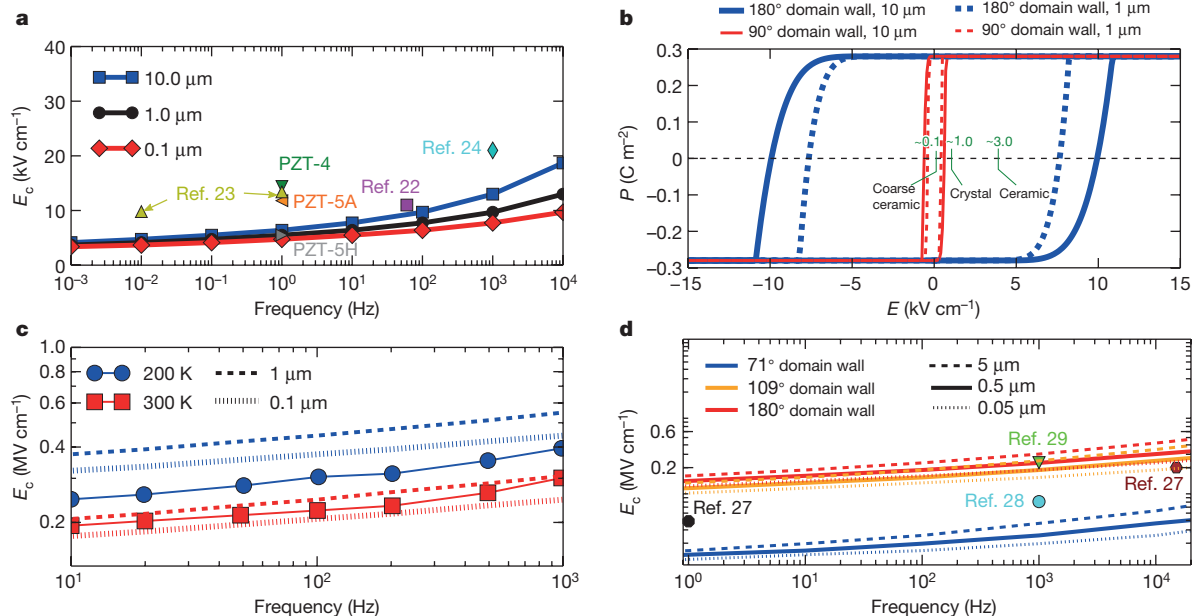 a
E_c (kV cm⁻¹)
40
30
20
10
0
10.0 μm
1.0 μm
0.1 μm
PZT-4
Ref. 24
Ref. 23
Ref. 22
PZT-5A
PZT-5H
10⁻³ 10⁻² 10⁻¹ 10⁰ 10¹ 10² 10³ 10⁴
Frequency (Hz)
b
180° domain wall, 10 μm
180° domain wall, 1 μm
90° domain wall, 10 μm
90° domain wall, 1 μm
P (C m⁻²)
0.3
0.2
0.1
0
−0.1
−0.2
−0.3
~0.1 ~1.0 ~3.0
Coarse ceramic
Crystal
Ceramic
−15 −10 −5 0 5 10 15
E (kV cm⁻¹)
c
E_c (MV cm⁻¹)
1.0
0.8
0.4
0.2
200 K
1 μm
300 K
0.1 μm
10¹ 10² 10³
Frequency (Hz)
d
E_c (MV cm⁻¹)
0.6
0.2
71° domain wall
5 μm
109° domain wall
0.5 μm
180° domain wall
0.05 μm
Ref. 29
Ref. 27
Ref. 27
Ref. 28
10⁰ 10¹ 10² 10³ 10⁴
Frequency (Hz)